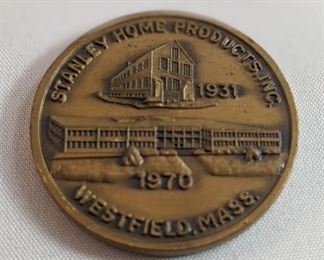 STANLEY HOME PRODUCTS, INC.
1931
1970
WESTFIELD, MASS.